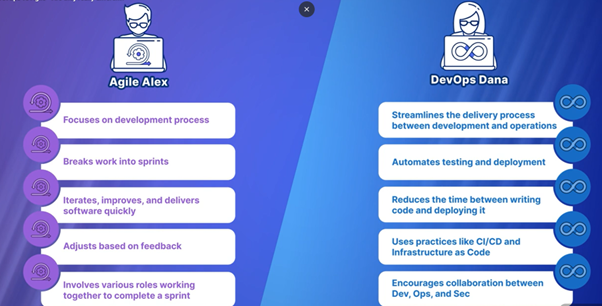 Agile Alex
Focuses on development process
Breaks work into sprints
Iterates, improves, and delivers
software quickly
Adjusts based on feedback
Involves various roles working
together to complete a sprint
DevOps Dana
Streamlines the delivery process
between development and operations
Automates testing and deployment
Reduces the time between writing
code and deploying it
Uses practices like CI/CD and
Infrastructure as Code
Encourages collaboration between
Dev, Ops, and Sec